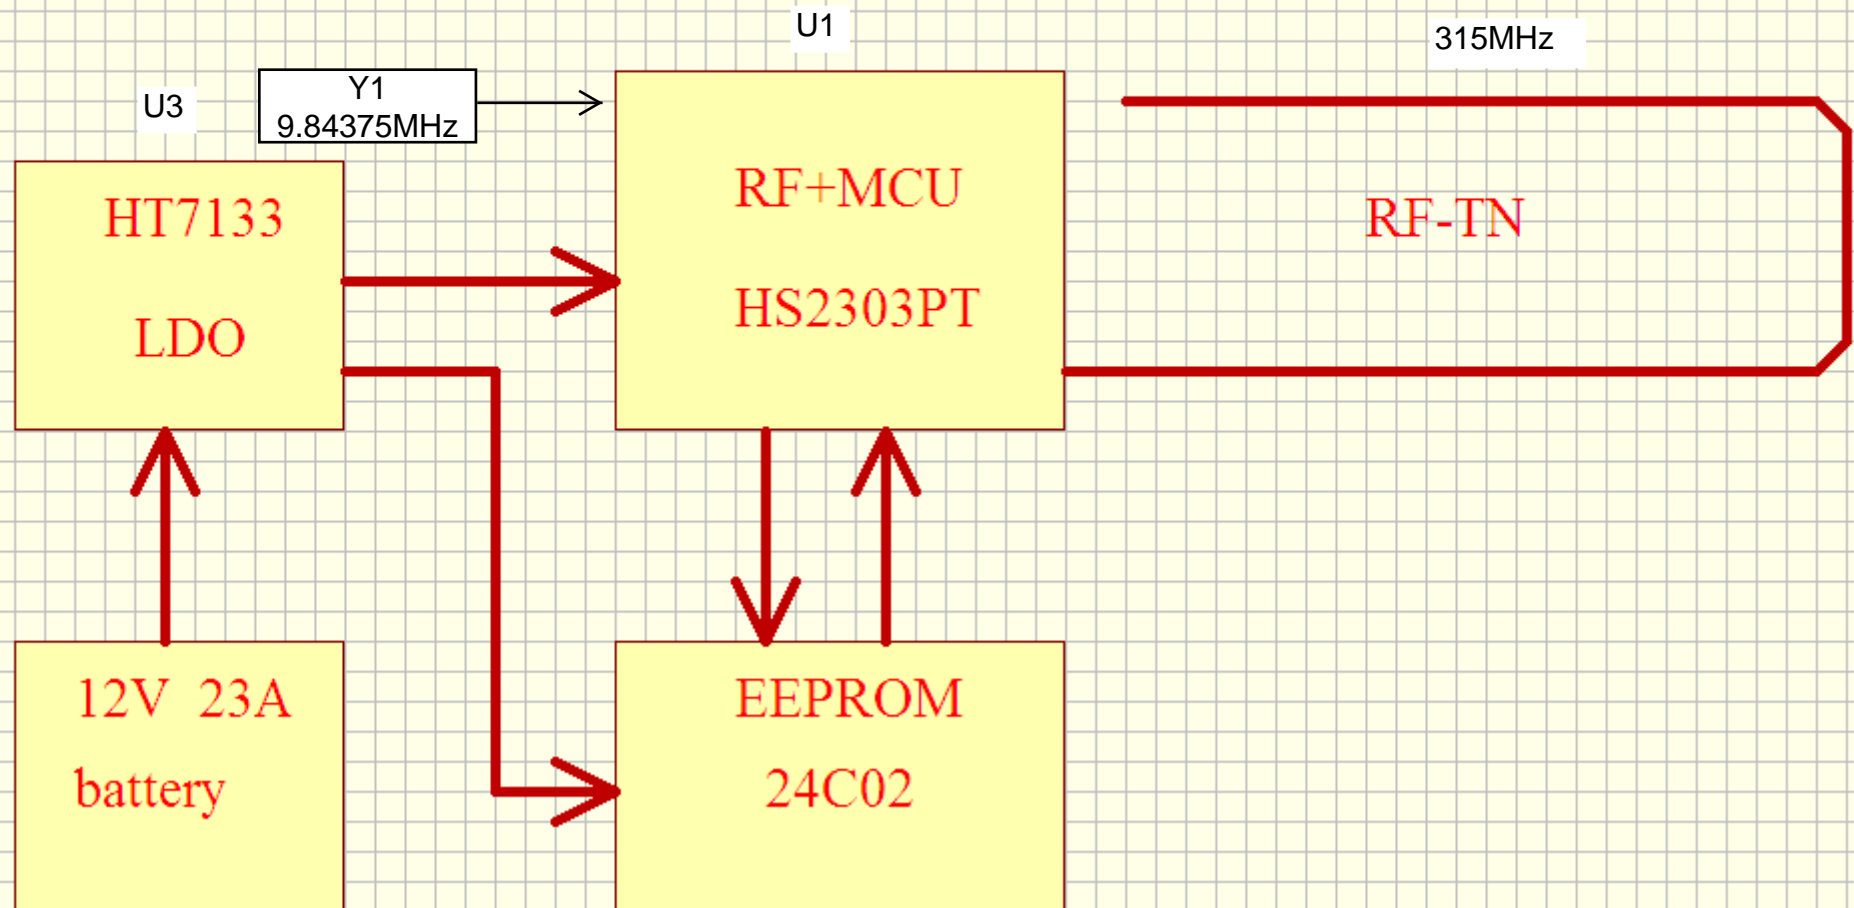 U1
315MHz
U3
Y1
9.84375MHz
HT7133
LDO
RF+MCU
HS2303PT
RF-TN
12V 23A
battery
EEPROM
24C02